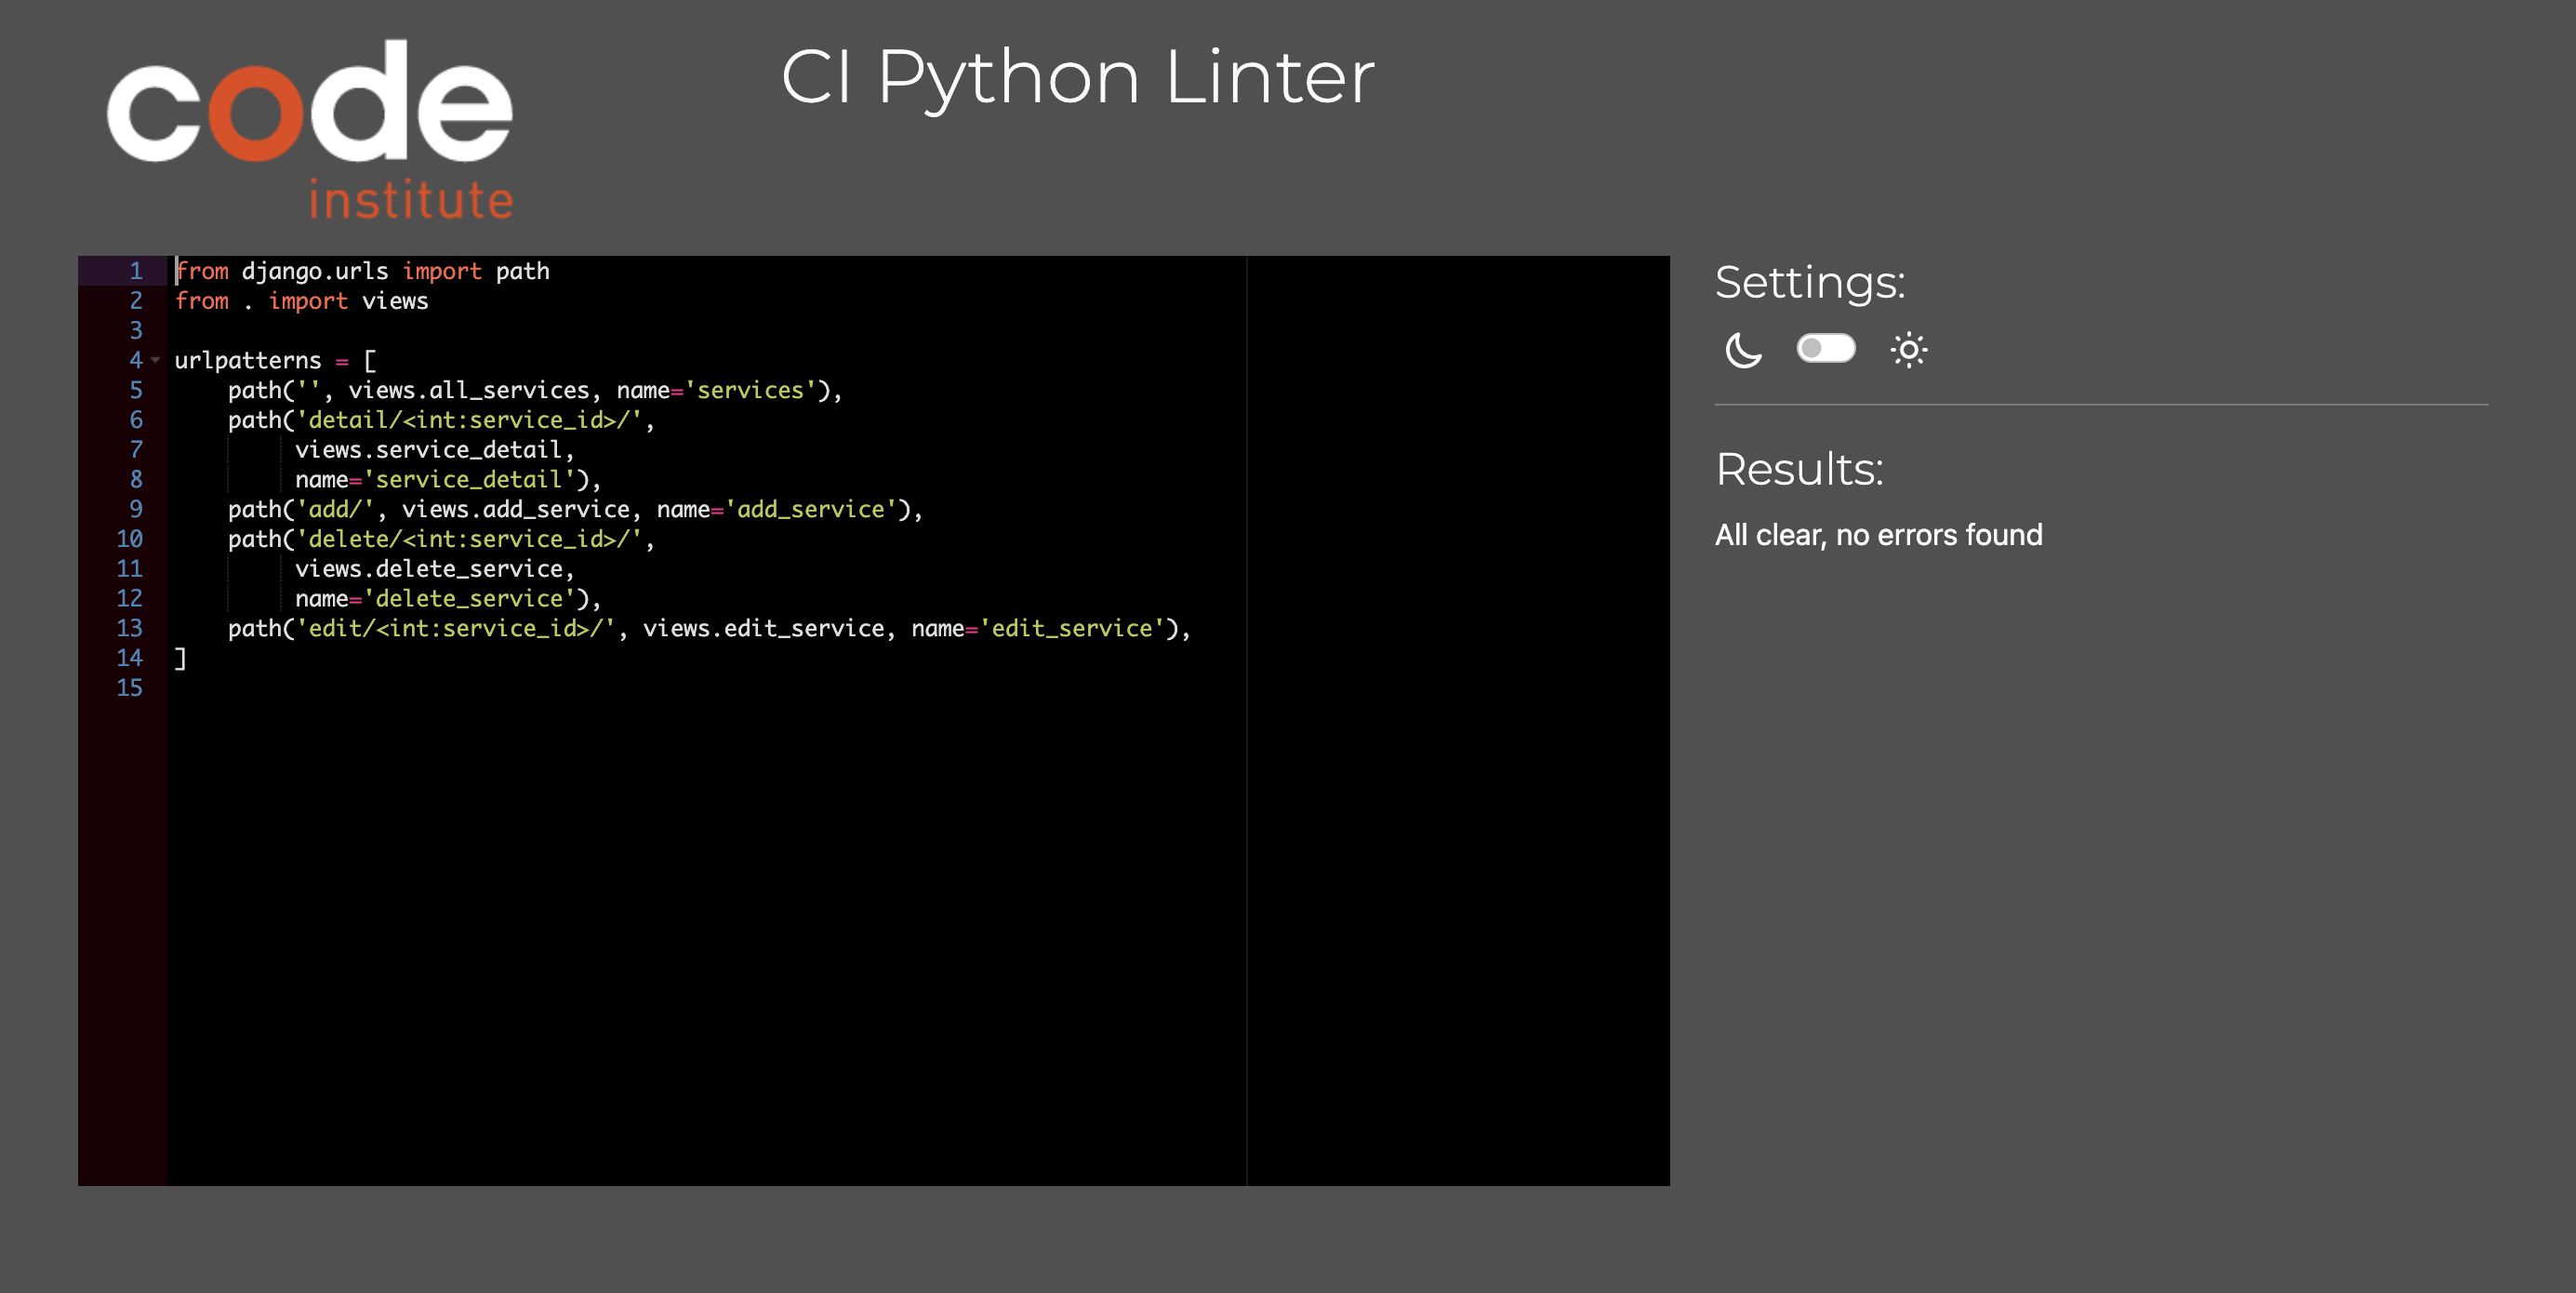 code
institute
CI Python Linter
1 from django.urls import path
2 from . import views
3
4 urlpatterns = [
5     path('', views.all_services, name='services'),
6     path('detail/<int:service_id>/',
7          views.service_detail,
8          name='service_detail'),
9     path('add/', views.add_service, name='add_service'),
10     path('delete/<int:service_id>/',
11          views.delete_service,
12          name='delete_service'),
13     path('edit/<int:service_id>/', views.edit_service, name='edit_service'),
14 ]
15
Settings:
Results:
All clear, no errors found